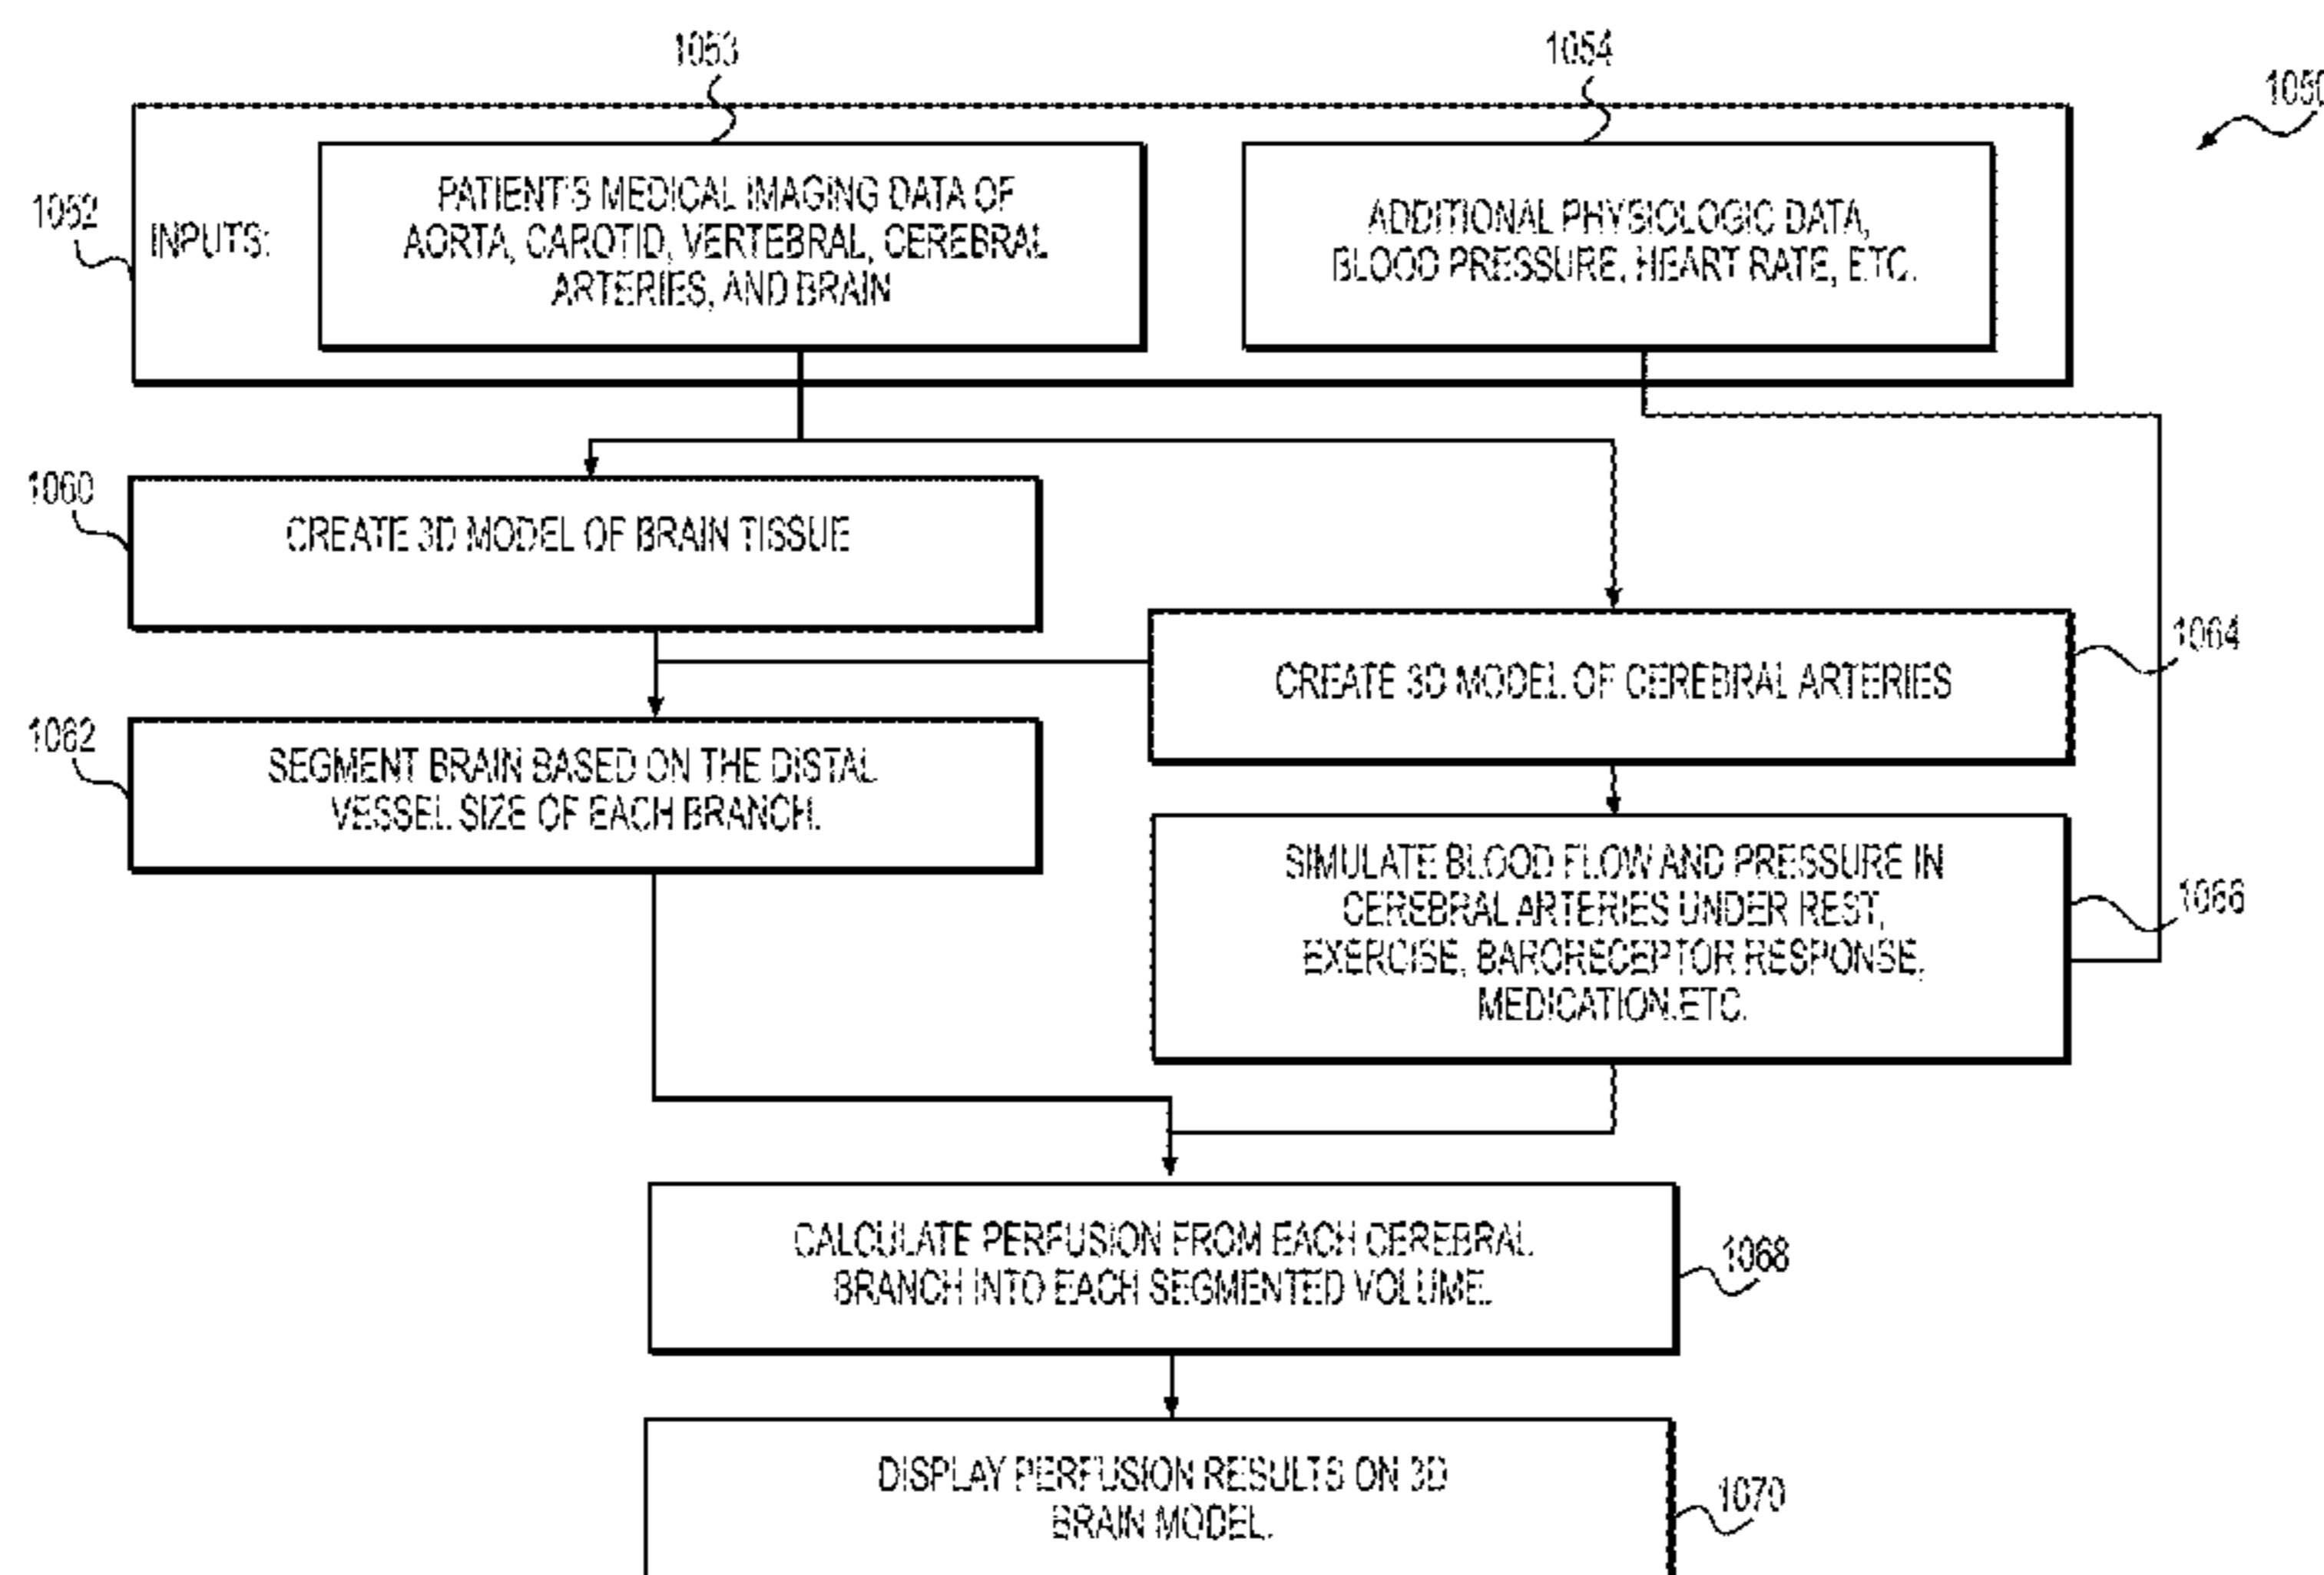 1053
1054
1050
1052
INPUTS:
PATIENT'S MEDICAL IMAGING DATA OF
AORTA, CAROTID, VERTEBRAL, CEREBRAL
ARTERIES, AND BRAIN
ADDITIONAL PHYSIOLOGIC DATA,
BLOOD PRESSURE, HEART RATE, ETC.
1060
CREATE 3D MODEL OF BRAIN TISSUE
1064
CREATE 3D MODEL OF CEREBRAL ARTERIES
1062
SEGMENT BRAIN BASED ON THE DISTAL
VESSEL SIZE OF EACH BRANCH.
SIMULATE BLOOD FLOW AND PRESSURE IN
CEREBRAL ARTERIES UNDER REST,
EXERCISE, BARORECEPTOR RESPONSE,
MEDICATION.ETC.
1066
CALCULATE PERFUSION FROM EACH CEREBRAL
BRANCH INTO EACH SEGMENTED VOLUME.
1068
DISPLAY PERFUSION RESULTS ON 3D
BRAIN MODEL.
1070